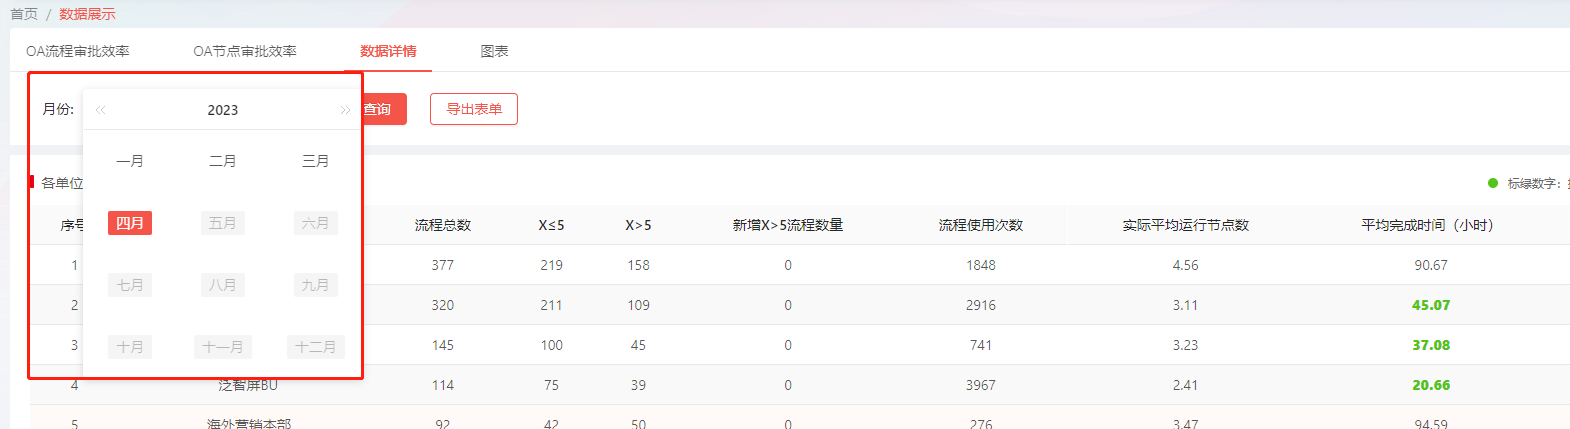 首页 / 数据展示
OA流程审批效率 OA节点审批效率 数据详情 图表
月份: « 2023 » 查询 导出表单
一月 二月 三月
各单位 标绿数字:
四月 五月 六月
序号 流程总数 X≤5 X>5 新增X>5流程数量 流程使用次数 实际平均运行节点数 平均完成时间（小时）
1 377 219 158 0 1848 4.56 90.67
七月 八月 九月
2 320 211 109 0 2916 3.11 45.07
3 145 100 45 0 741 3.23 37.08
十月 十一月 十二月
4 泛智屏BU 114 75 39 0 3967 2.41 20.66
5 海外营销本部 92 42 50 0 276 3.47 94.59